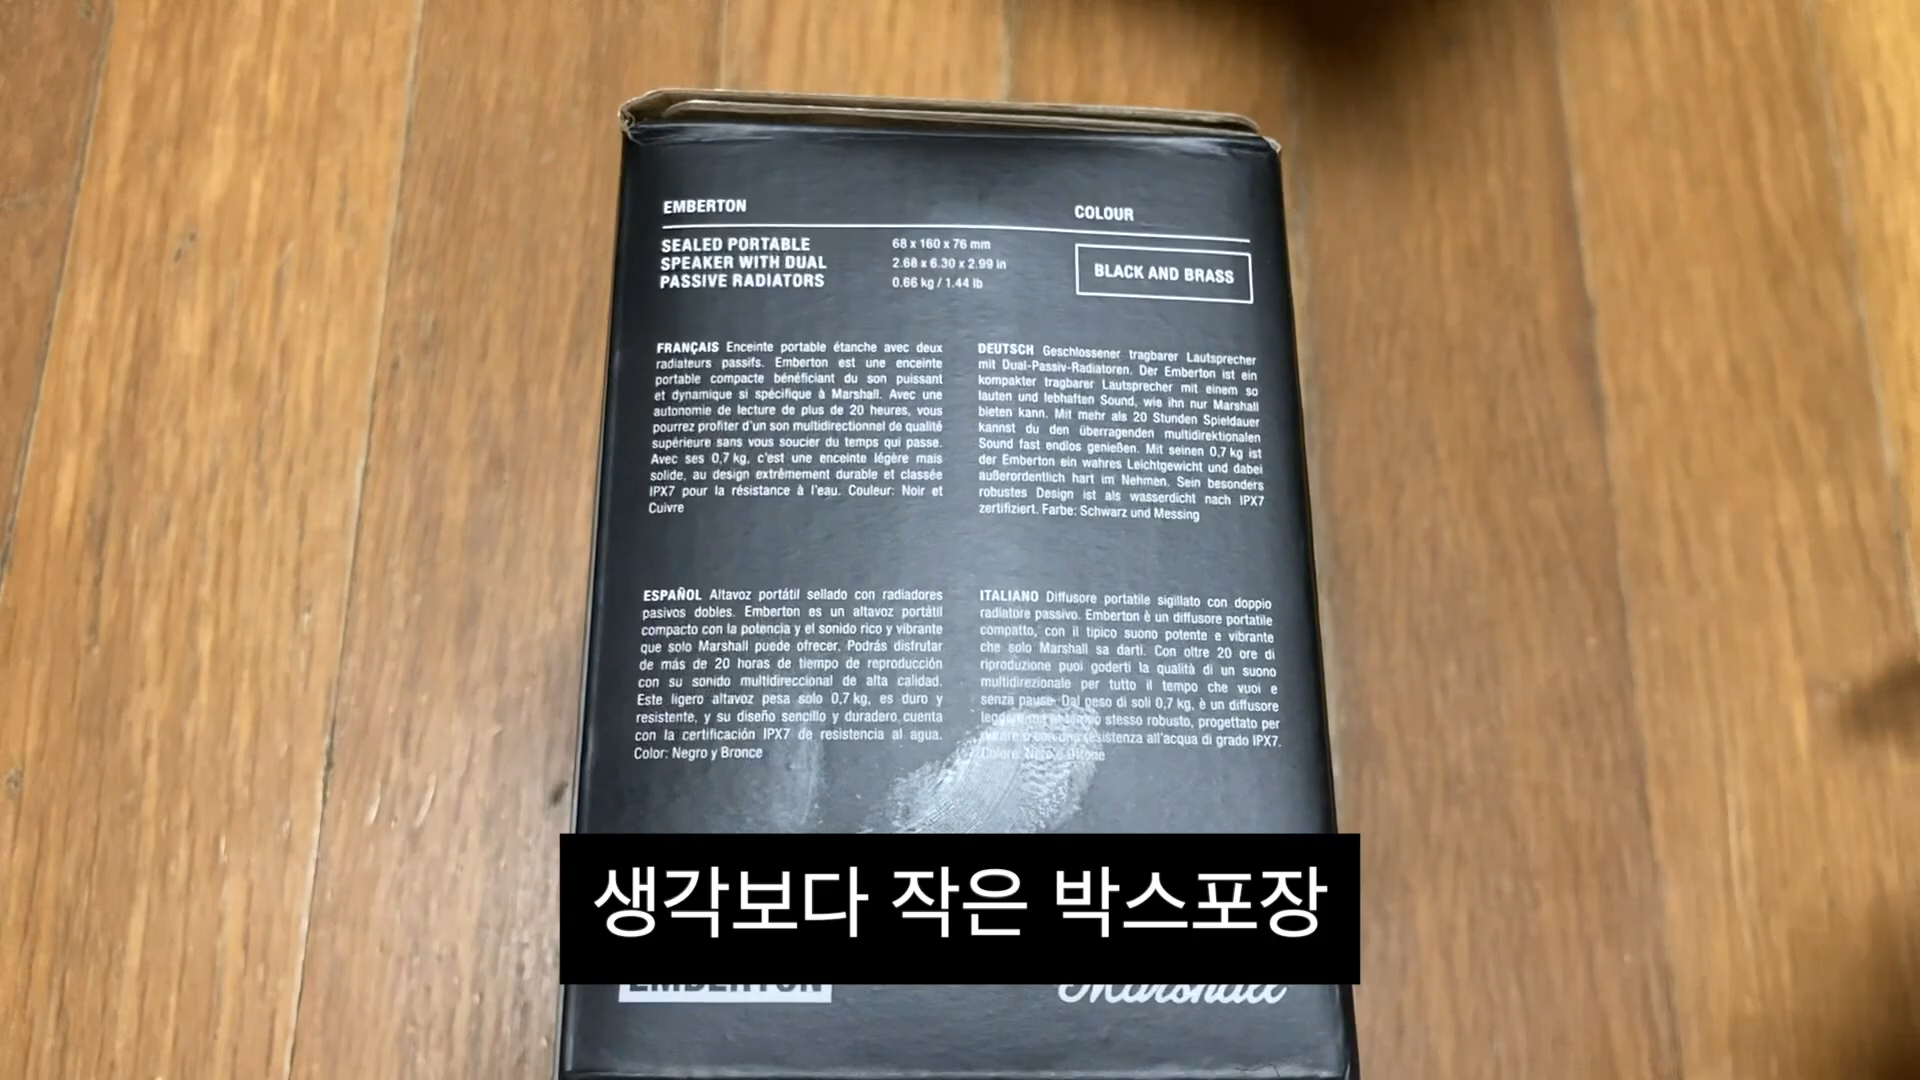 EMBERTON
COLOUR
SEALED PORTABLE
SPEAKER WITH DUAL
PASSIVE RADIATORS
68 x 160 x 76 mm
2.68 x 6.30 x 2.99 in
0.66 kg / 1.44 lb
BLACK AND BRASS
FRANÇAIS Enceinte portable étanche avec deux
radiateurs passifs. Emberton est une enceinte
portable compacte bénéficiant du son puissant
et dynamique si spécifique à Marshall. Avec une
autonomie de lecture de plus de 20 heures, vous
pourrez profiter d'un son multidirectionnel de qualité
supérieure sans vous soucier du temps qui passe.
Avec ses 0,7 kg, c'est une enceinte légère mais
solide, au design extrêmement durable et classée
IPX7 pour la résistance à l'eau. Couleur: Noir et
Cuivre
DEUTSCH Geschlossener tragbarer Lautsprecher
mit Dual-Passiv-Radiatoren. Der Emberton ist ein
kompakter tragbarer Lautsprecher mit einem so
lauten und lebhaften Sound, wie ihn nur Marshall
bieten kann. Mit mehr als 20 Stunden Spieldauer
kannst du den überragenden multidirektionalen
Sound fast endlos genießen. Mit seinen 0,7 kg ist
der Emberton ein wahres Leichtgewicht und dabei
außerordentlich hart im Nehmen. Sein besonders
robustes Design ist als wasserdicht nach IPX7
zertifiziert. Farbe: Schwarz und Messing
ESPAÑOL Altavoz portátil sellado con radiadores
pasivos dobles. Emberton es un altavoz portátil
compacto con la potencia y el sonido rico y vibrante
que solo Marshall puede ofrecer. Podrás disfrutar
de más de 20 horas de tiempo de reproducción
con su sonido multidireccional de alta calidad.
Este ligero altavoz pesa solo 0,7 kg, es duro y
resistente, y su diseño sencillo y duradero cuenta
con la certificación IPX7 de resistencia al agua.
Color: Negro y Bronce
ITALIANO Diffusore portatile sigillato con doppio
radiatore passivo. Emberton è un diffusore portatile
compatto, con il tipico suono potente e vibrante
che solo Marshall sa darti. Con oltre 20 ore di
riproduzione puoi goderti la qualità di un suono
multidirezionale per tutto il tempo che vuoi e
senza pause. Dal peso di soli 0,7 kg, è un diffusore
stesso robusto, progettato per
resistenza all'acqua di grado IPX7.
Colore:
생각보다 작은 박스포장
EMBERTON
Marshall